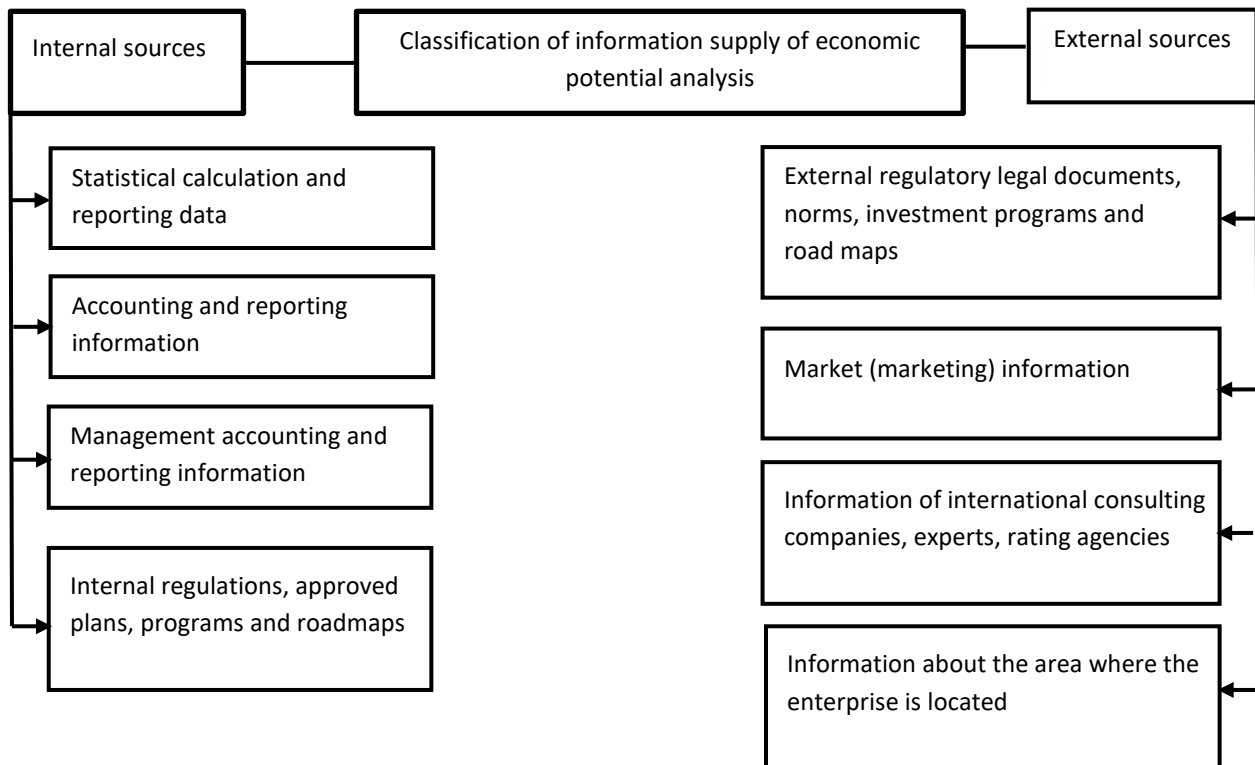 Internal sources
Classification of information supply of economic
potential analysis
External sources
Statistical calculation and
reporting data
Accounting and reporting
information
Management accounting and
reporting information
Internal regulations, approved
plans, programs and roadmaps
External regulatory legal documents,
norms, investment programs and
road maps
Market (marketing) information
Information of international consulting
companies, experts, rating agencies
Information about the area where the
enterprise is located